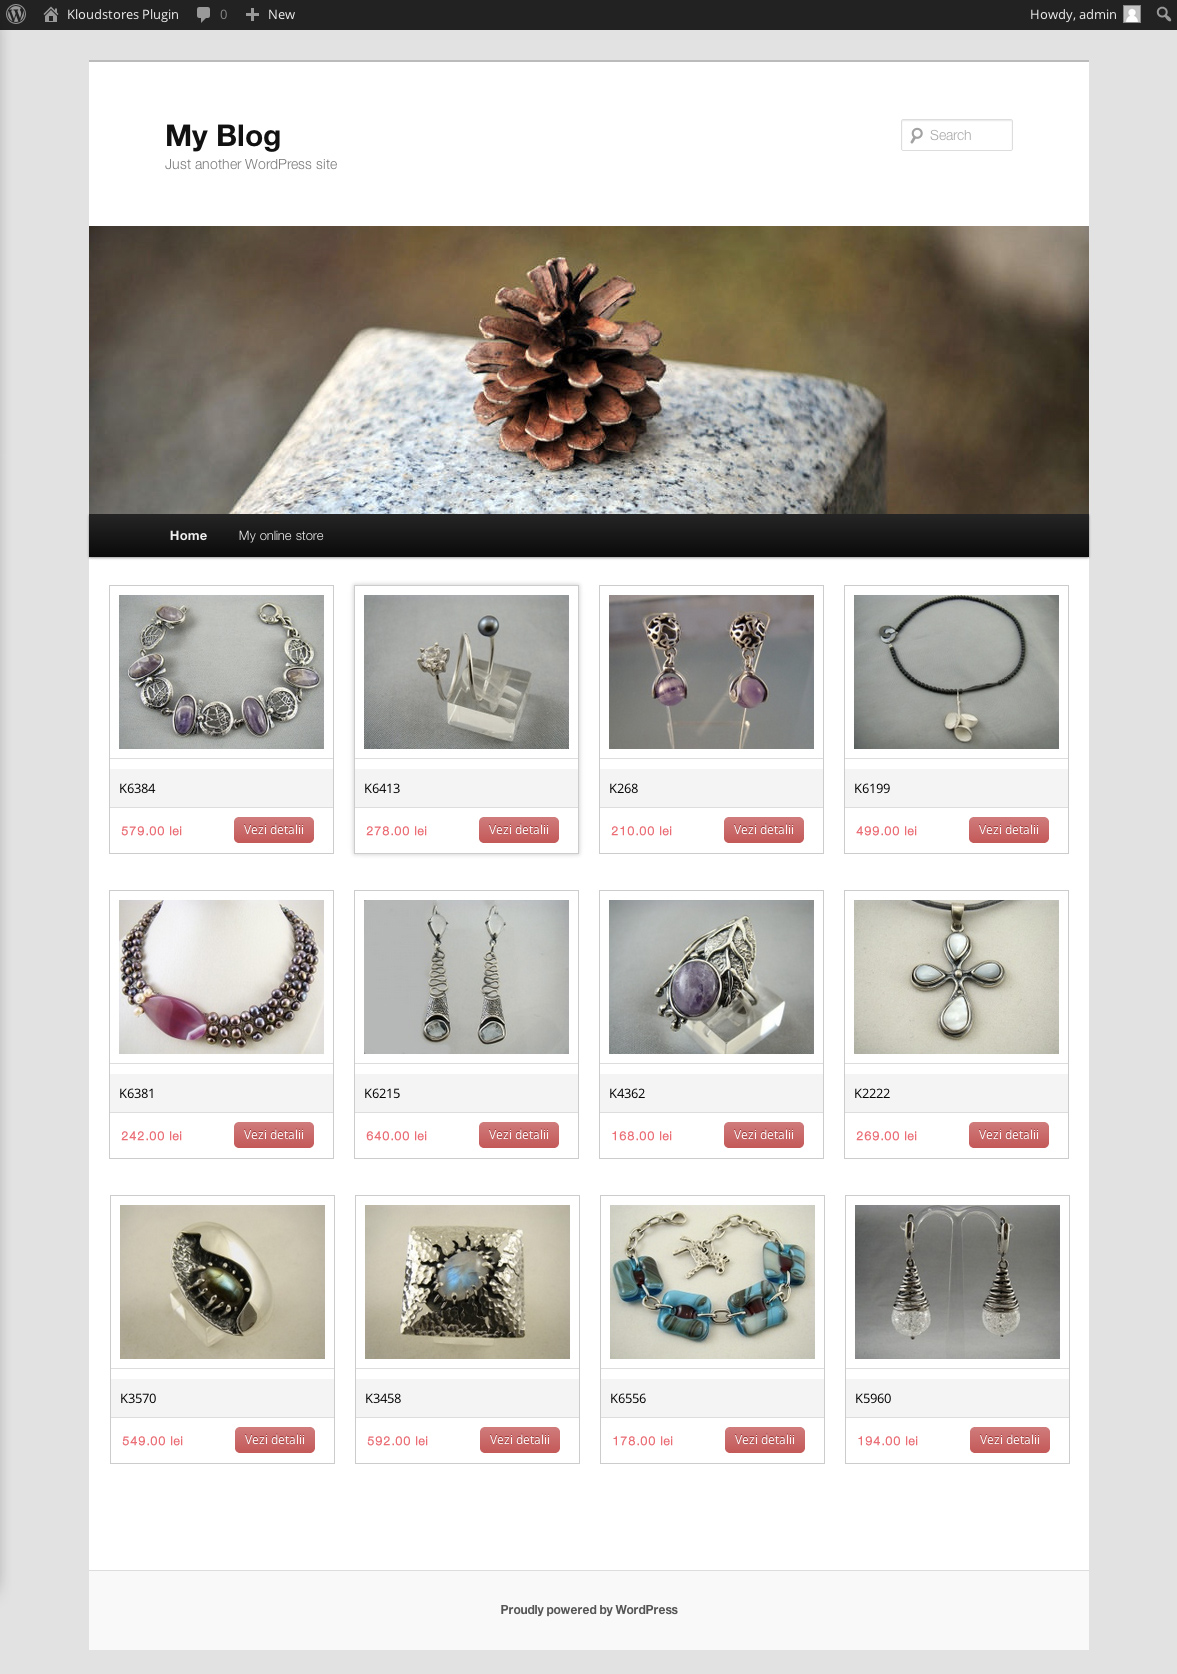 Kloudstores Plugin 0 New Howdy, admin
My Blog
Search
Just another WordPress site
Home My online store
K6384 K6413 K268 K6199
579.00 lei Vezi detalii 278.00 lei Vezi detalii 210.00 lei Vezi detalii 499.00 lei Vezi detalii
K6381 K6215 K4362 K2222
242.00 lei Vezi detalii 640.00 lei Vezi detalii 168.00 lei Vezi detalii 269.00 lei Vezi detalii
K3570 K3458 K6556 K5960
549.00 lei Vezi detalii 592.00 lei Vezi detalii 178.00 lei Vezi detalii 194.00 lei Vezi detalii
Proudly powered by WordPress